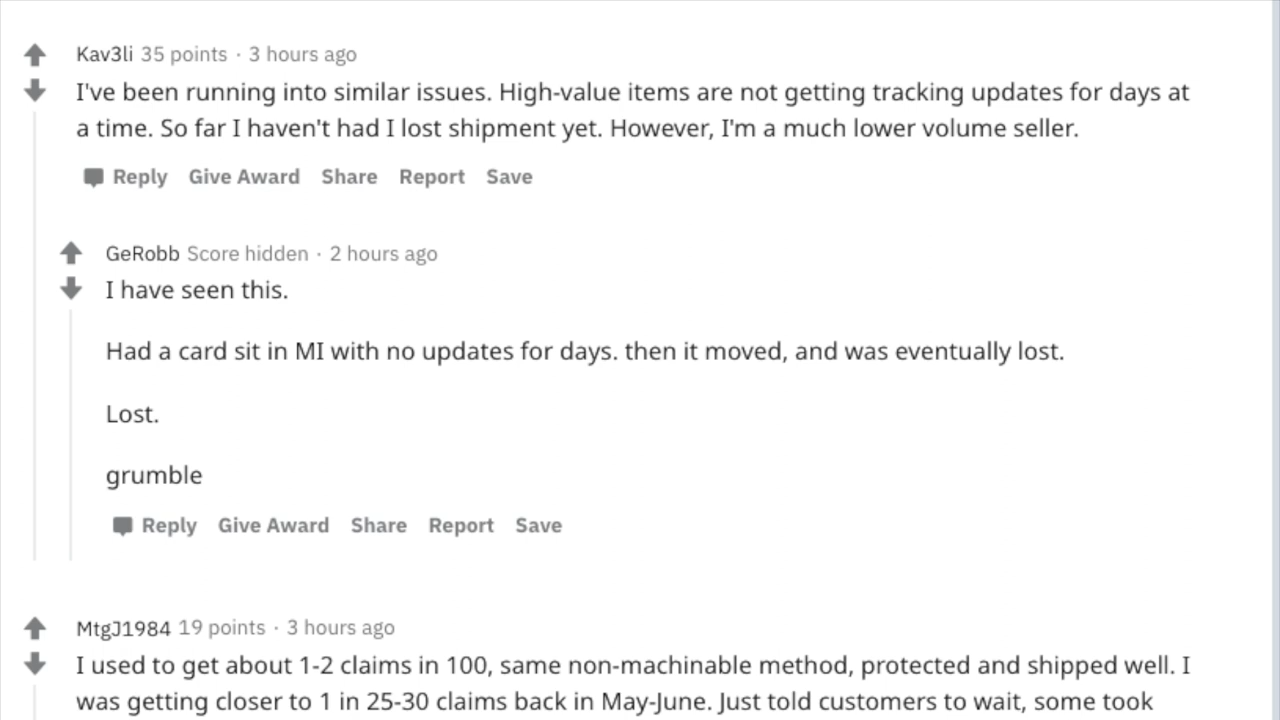 Kav3li 35 points · 3 hours ago
I've been running into similar issues. High-value items are not getting tracking updates for days at
a time. So far I haven't had I lost shipment yet. However, I'm a much lower volume seller.
Reply Give Award Share Report Save
GeRobb Score hidden · 2 hours ago
I have seen this.
Had a card sit in MI with no updates for days. then it moved, and was eventually lost.
Lost.
grumble
Reply Give Award Share Report Save
MtgJ1984 19 points · 3 hours ago
I used to get about 1-2 claims in 100, same non-machinable method, protected and shipped well. I
was getting closer to 1 in 25-30 claims back in May-June. Just told customers to wait, some took